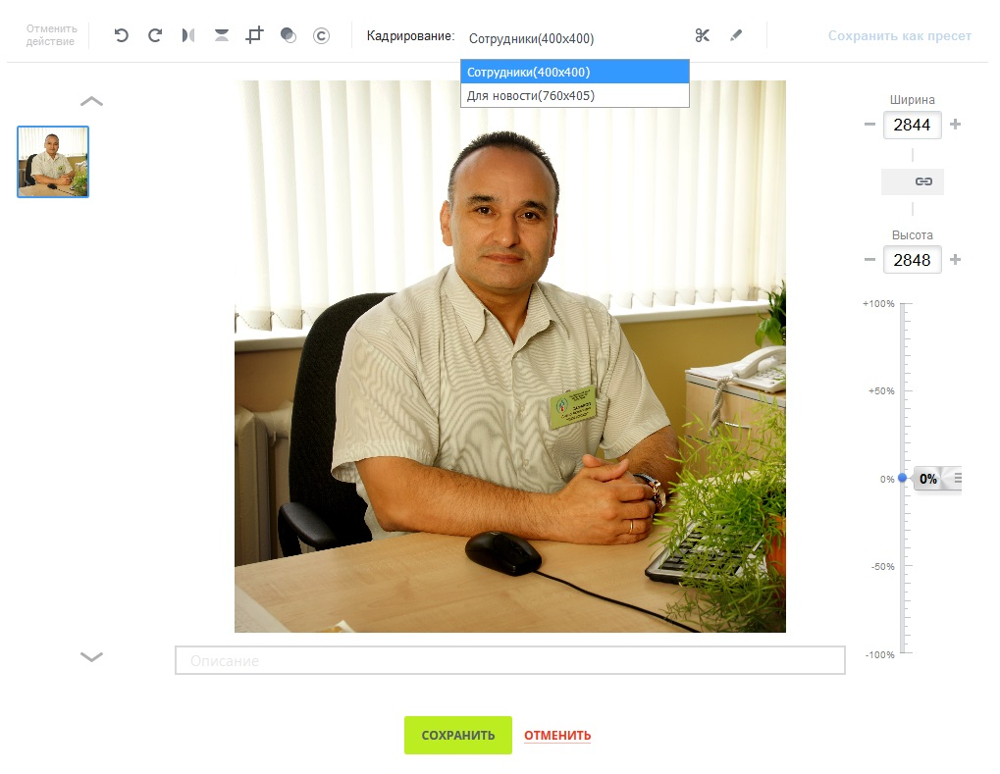 Отменить
действие
Кадрирование:
Сотрудники(400x400)
Сохранить как пресет
Сотрудники(400x400)
Для новости(760x405)
Ширина
2844
Высота
2848
+100%
+50%
0%
0%
-50%
-100%
Описание
СОХРАНИТЬ
ОТМЕНИТЬ